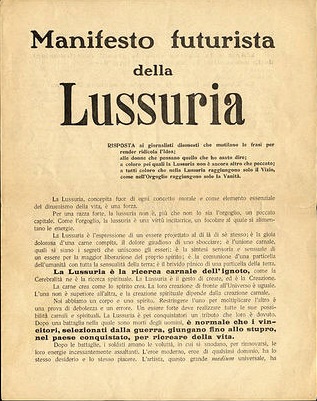 Manifesto futurista
della
Lussuria
RISPOSTA ai giornalisti disonesti che mutilano le frasi per
render ridicola l'Idea;
alle donne che pensano quello che ho osato dire;
a coloro pei quali la Lussuria non è ancora altro che peccato;
a tutti coloro che nella Lussuria raggiungono solo il Vizio,
come nell'Orgoglio raggiungono solo la Vanità.
La Lussuria, concepita fuor di ogni concetto morale e come elemento essenziale
del dinamismo della vita, è una forza.
Per una razza forte, la lussuria non è, più che non lo sia l'orgoglio, un peccato
capitale. Come l'orgoglio, la lussuria è una virtù incitatrice, un focolare al quale si alimen-
tano le energie.
La Lussuria è l'espressione di un essere proiettato al di là di sè stesso; è la gioia
dolorosa d'una carne compita, il dolore gaudioso di uno sbocciare; è l'unione carnale,
quali si siano i segreti che uniscono gli esseri; è la sintesi sensoria e sensuale di
un essere per la maggior liberazione del proprio spirito; è la comunione d'una particella
dell'umanità con tutta la sensualità della terra; è il brivido pànico di una particella della terra.
La Lussuria è la ricerca carnale dell'ignoto, come la
Cerebralità ne è la ricerca spirituale. La Lussuria è il gesto di creare, ed è la Creazione.
La carne crea come lo spirito crea. La loro creazione di fronte all'Universo è uguale.
L'una non è superiore all'altra, e la creazione spirituale dipende dalla creazione carnale.
Noi abbiamo un corpo e uno spirito. Restringere l'uno per moltiplicare l'altro è
una prova di debolezza e un errore. Un essere forte deve realizzare tutte le sue possi-
bilità carnali e spirituali. La Lussuria è pei conquistatori un tributo che loro è dovuto.
Dopo una battaglia nella quale sono morti degli uomini, è normale che i vin-
citori, selezionati dalla guerra, giungano fino allo stupro,
nel paese conquistato, per ricreare della vita.
Dopo le battaglie, i soldati amano le voluttà, in cui si snodano, per rinnovarsi, le
loro energie incessantemente assaltanti. L'eroe moderno, eroe di qualsiasi dominio, ha lo
stesso desiderio e lo stesso piacere. L'artista, questo grande medium universale, ha